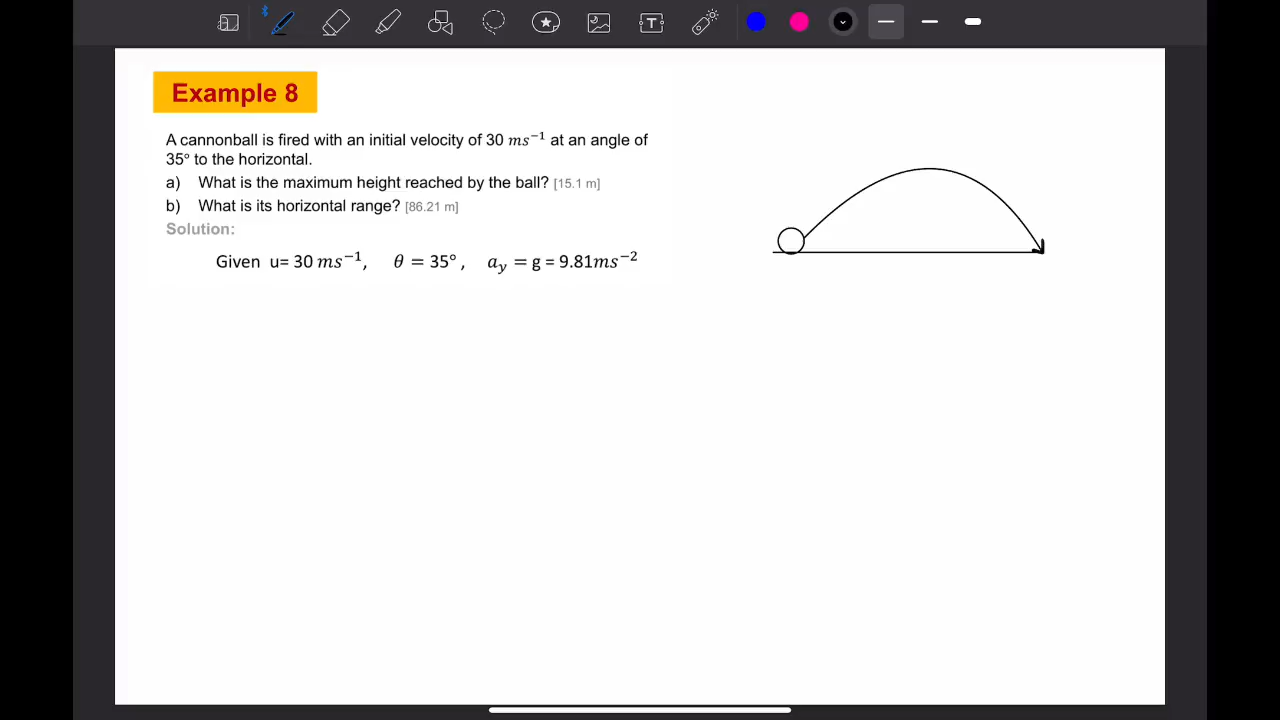 Example 8
A cannonball is fired with an initial velocity of 30 ms⁻¹ at an angle of
35° to the horizontal.
a) What is the maximum height reached by the ball? [15.1 m]
b) What is its horizontal range? [86.21 m]
Solution:
Given u= 30 ms⁻¹, θ = 35° , a_y = g = 9.81ms⁻²